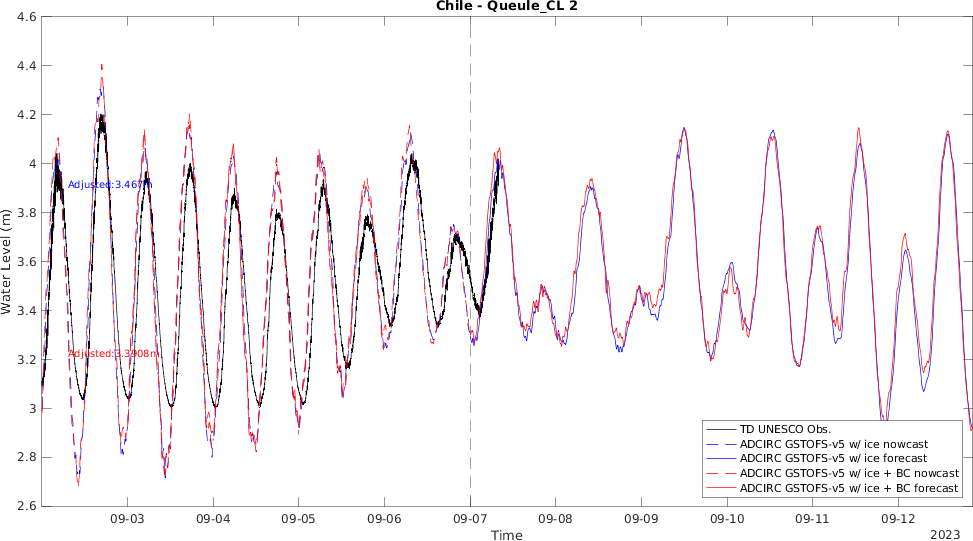 Chile - Queule_CL 2
4.6
4.4
4.2
4
3.8
3.6
3.4
3.2
3
2.8
2.6
Water Level (m)
Adjusted:3.467m
Adjusted:3.3908m
TD UNESCO Obs.
ADCIRC GSTOFS-v5 w/ ice nowcast
ADCIRC GSTOFS-v5 w/ ice forecast
ADCIRC GSTOFS-v5 w/ ice + BC nowcast
ADCIRC GSTOFS-v5 w/ ice + BC forecast
09-03 09-04 09-05 09-06 09-07 09-08 09-09 09-10 09-11 09-12
Time
2023